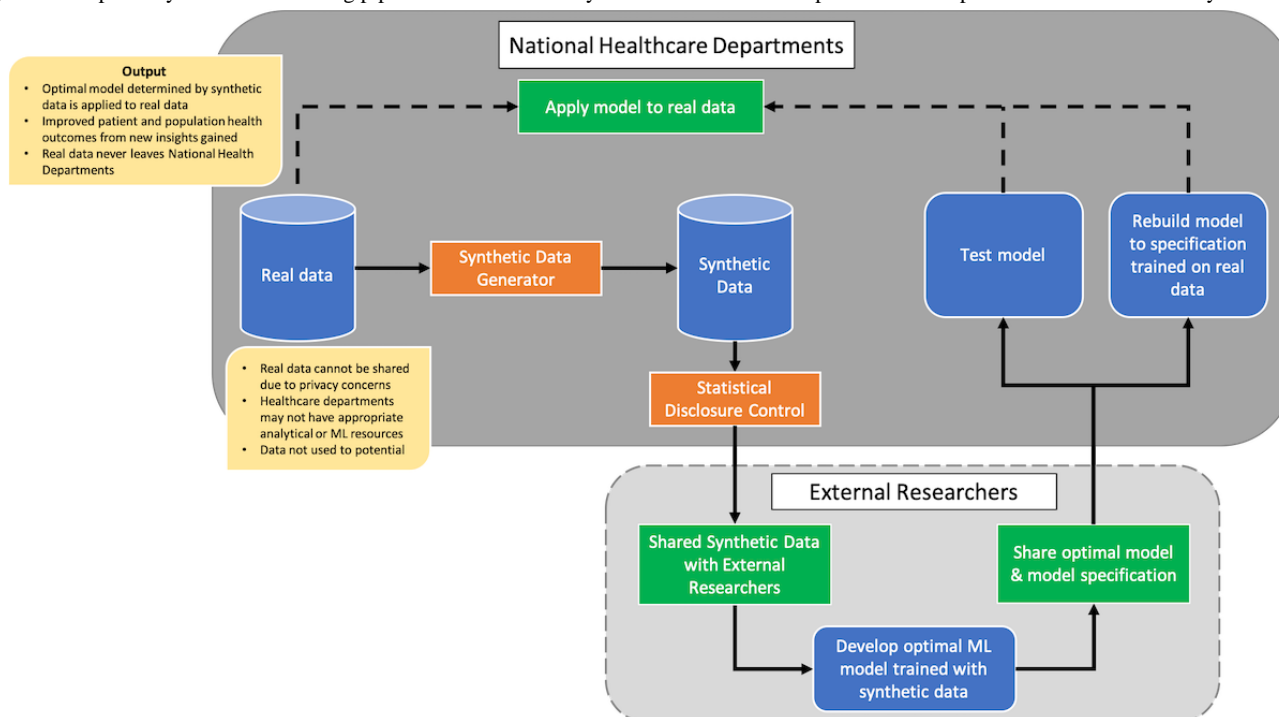 National Healthcare Departments
Output
• Optimal model determined by synthetic
data is applied to real data
• Improved patient and population health
outcomes from new insights gained
• Real data never leaves National Health
Departments
Apply model to real data
Real data
Synthetic Data
Generator
Synthetic
Data
Test model
Rebuild model
to specification
trained on real
data
• Real data cannot be shared
due to privacy concerns
• Healthcare departments
may not have appropriate
analytical or ML resources
• Data not used to potential
Statistical
Disclosure Control
External Researchers
Shared Synthetic Data
with External
Researchers
Share optimal model
& model specification
Develop optimal ML
model trained with
synthetic data